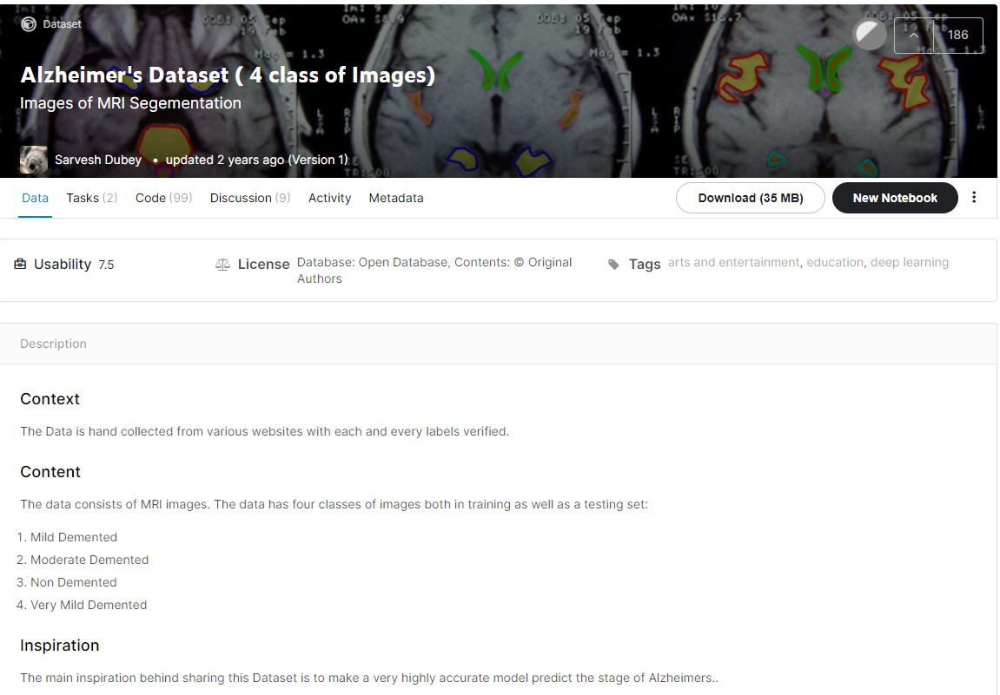 Dataset
186
Alzheimer's Dataset ( 4 class of Images)
Images of MRI Segementation
Sarvesh Dubey • updated 2 years ago (Version 1)
Data Tasks (2) Code (99) Discussion (9) Activity Metadata Download (35 MB) New Notebook
Usability 7.5 License Database: Open Database, Contents: © Original
Authors
Tags arts and entertainment, education, deep learning
Description
Context
The Data is hand collected from various websites with each and every labels verified.
Content
The data consists of MRI images. The data has four classes of images both in training as well as a testing set:
1. Mild Demented
2. Moderate Demented
3. Non Demented
4. Very Mild Demented
Inspiration
The main inspiration behind sharing this Dataset is to make a very highly accurate model predict the stage of Alzheimers..